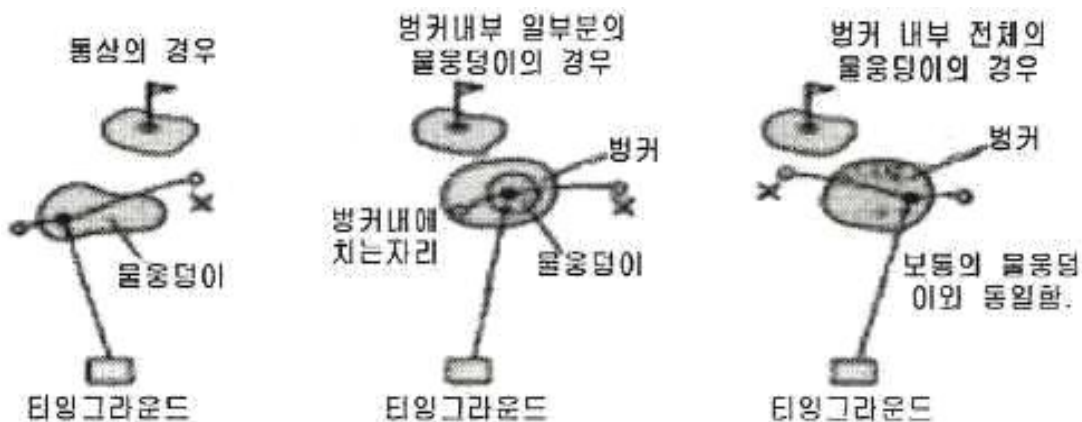 통상의 경우
물웅덩이
티잉그라운드
벙커내부 일부분의
물웅덩이의 경우
벙커
벙커내에
치는자리
물웅덩이
티잉그라운드
벙커 내부 전체의
물웅덩이의 경우
벙커
보통의 물웅덩
이와 동일함.
티잉그라운드